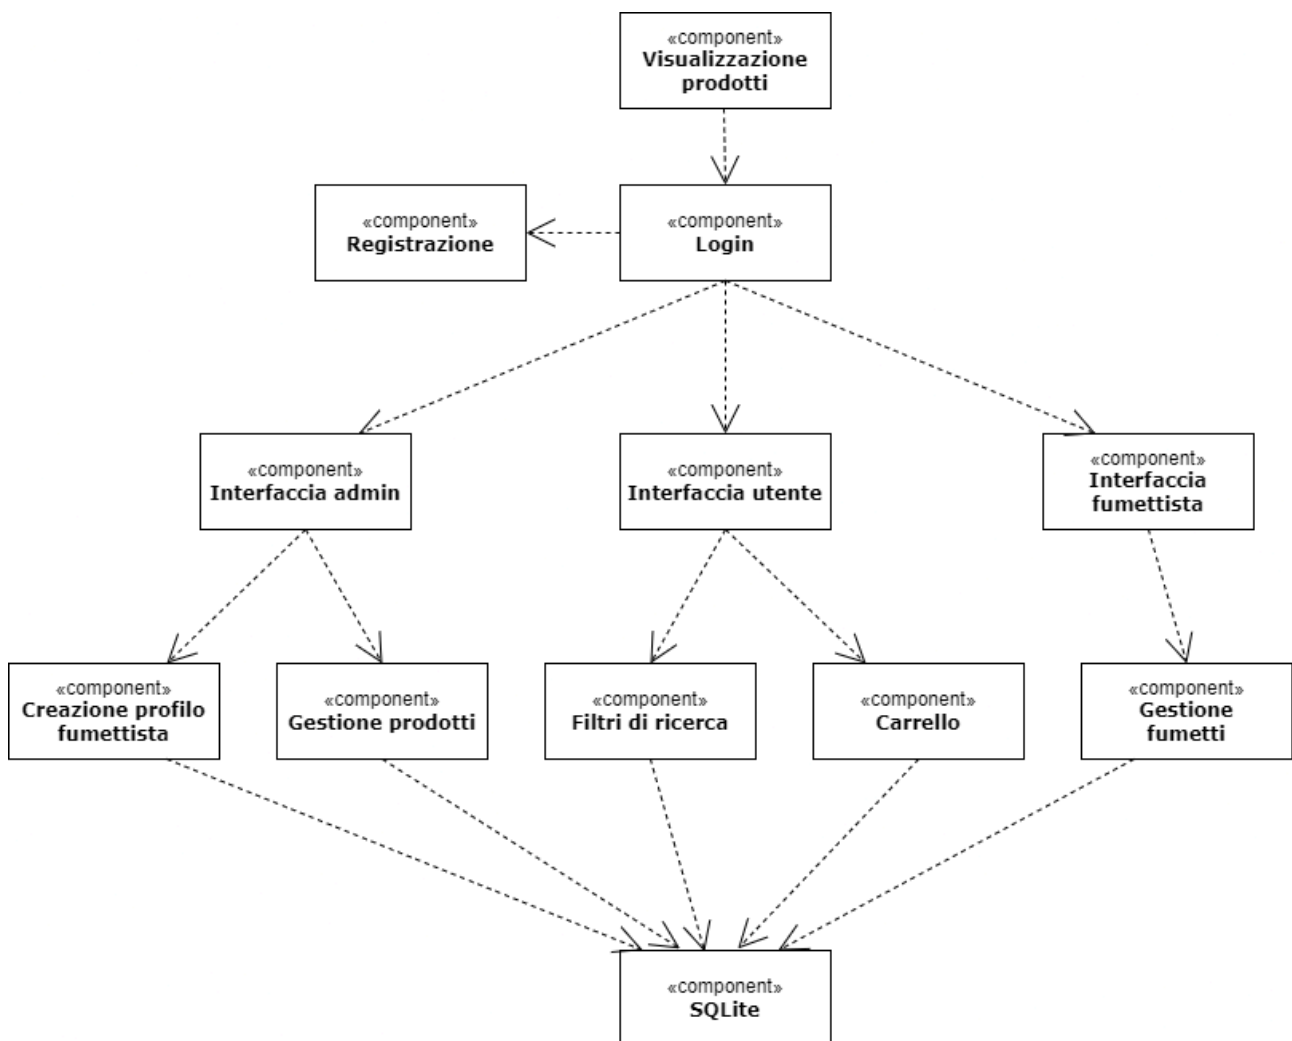 «component»
Visualizzazione
prodotti
«component»
Registrazione
«component»
Login
«component»
Interfaccia admin
«component»
Interfaccia utente
«component»
Interfaccia
fumettista
«component»
Creazione profilo
fumettista
«component»
Gestione prodotti
«component»
Filtri di ricerca
«component»
Carrello
«component»
Gestione
fumetti
«component»
SQLite